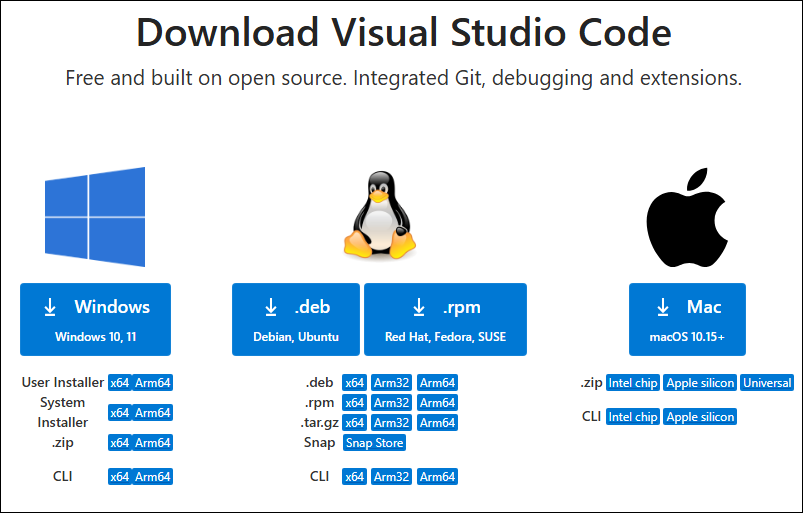 Download Visual Studio Code
Free and built on open source. Integrated Git, debugging and extensions.
Windows
Windows 10, 11
User Installer x64 Arm64
System
Installer
x64 Arm64
.zip x64 Arm64
CLI x64 Arm64
.deb
Debian, Ubuntu
.rpm
Red Hat, Fedora, SUSE
.deb x64 Arm32 Arm64
.rpm x64 Arm32 Arm64
.tar.gz x64 Arm32 Arm64
Snap Snap Store
CLI x64 Arm32 Arm64
Mac
macOS 10.15+
.zip Intel chip Apple silicon Universal
CLI Intel chip Apple silicon